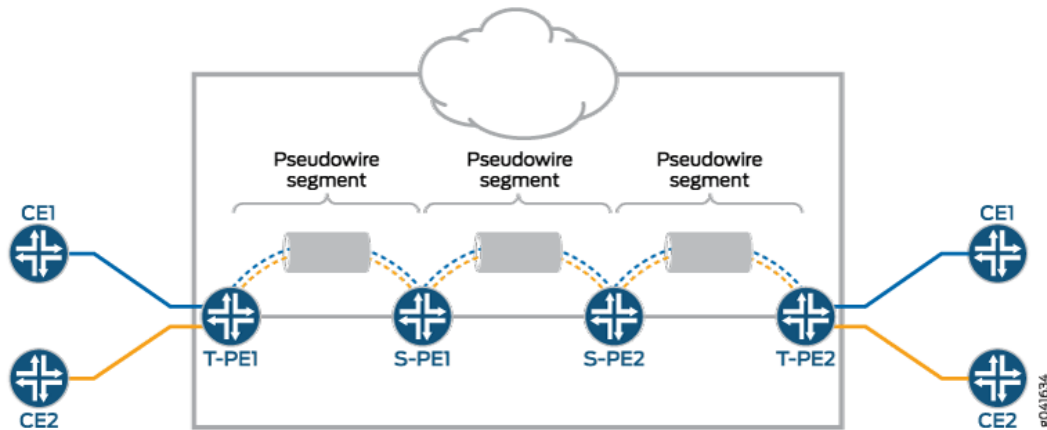 Pseudowire
segment
Pseudowire
segment
Pseudowire
segment
CE1
CE1
T-PE1
S-PE1
S-PE2
T-PE2
CE2
CE2
g041634